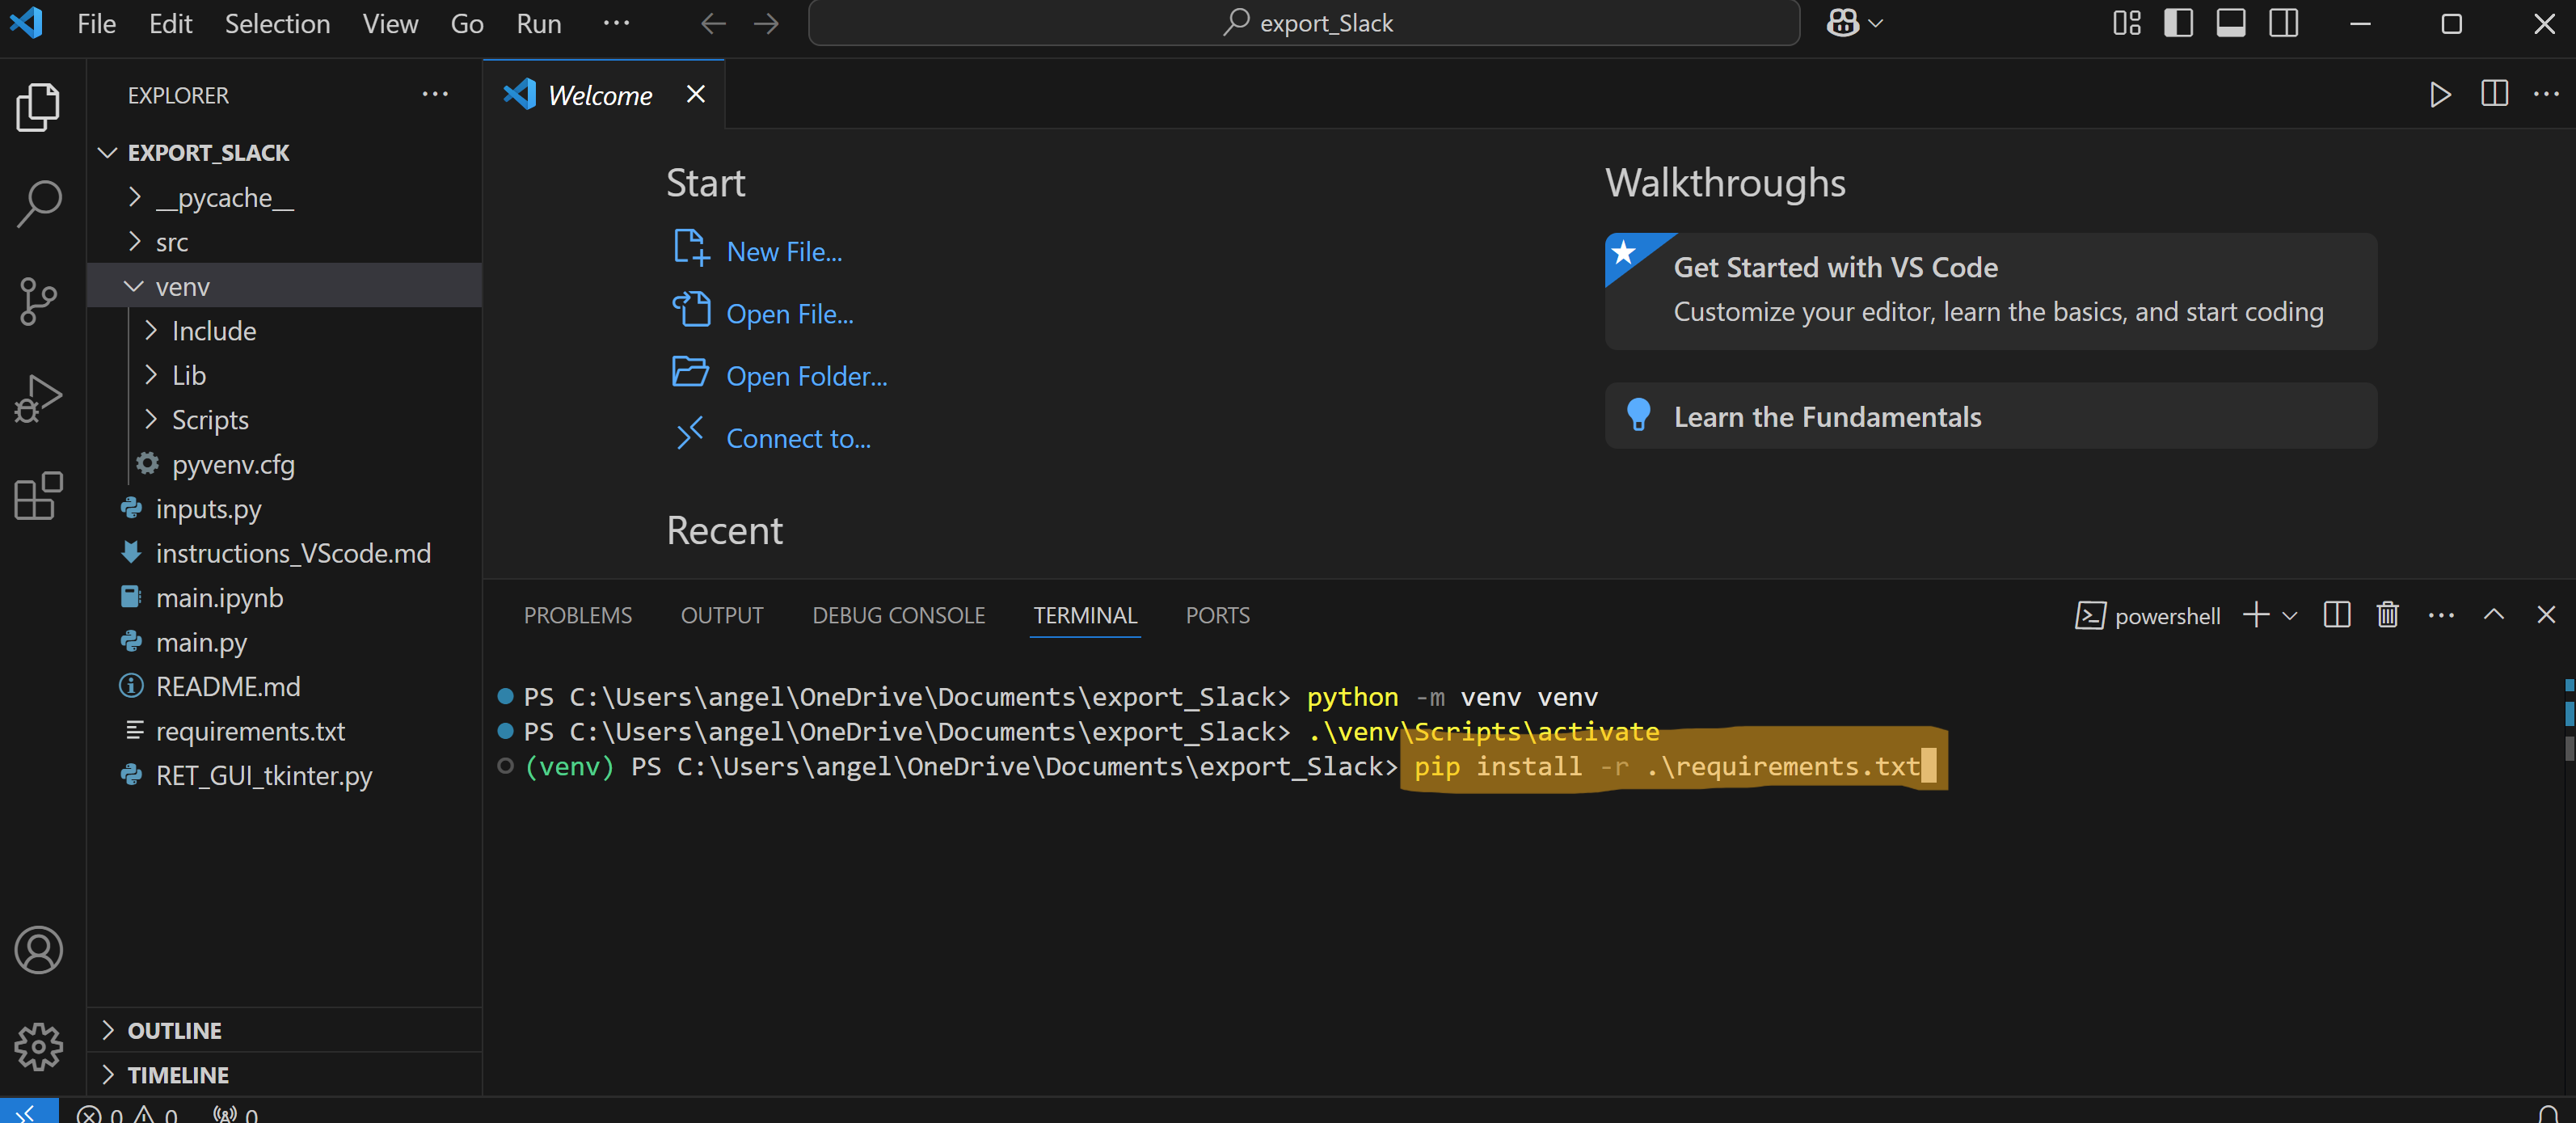 File Edit Selection View Go Run ...
export_Slack
EXPLORER
EXPORT_SLACK
__pycache__
src
venv
Include
Lib
Scripts
pyvenv.cfg
inputs.py
instructions_VScode.md
main.ipynb
main.py
README.md
requirements.txt
RET_GUI_tkinter.py
OUTLINE
TIMELINE
Welcome
Start
New File...
Open File...
Open Folder...
Connect to...
Recent
Walkthroughs
Get Started with VS Code
Customize your editor, learn the basics, and start coding
Learn the Fundamentals
PROBLEMS OUTPUT DEBUG CONSOLE TERMINAL PORTS
powershell
PS C:\Users\angel\OneDrive\Documents\export_Slack> python -m venv venv
PS C:\Users\angel\OneDrive\Documents\export_Slack> .\venv\Scripts\activate
(venv) PS C:\Users\angel\OneDrive\Documents\export_Slack> pip install -r .\requirements.txt
0 0 0